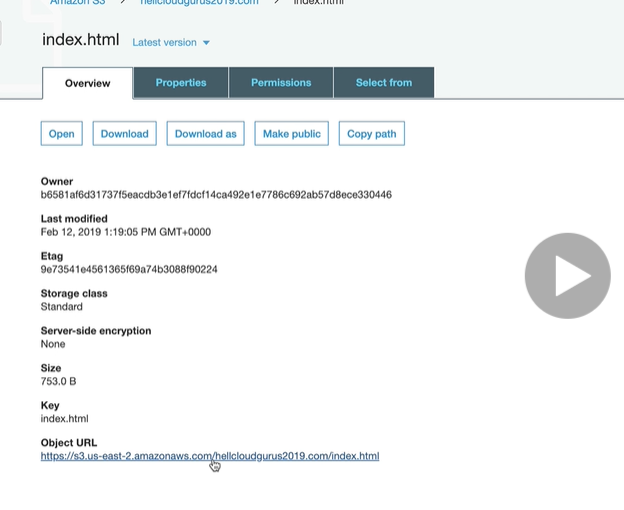 Amazon S3 > hellcloudgurus2019.com > index.html
index.html Latest version
Overview Properties Permissions Select from
Open Download Download as Make public Copy path
Owner
b6581af6d31737f5eacdb3e1ef7fdcf14ca492e1e7786c692ab57d8ece330446
Last modified
Feb 12, 2019 1:19:05 PM GMT+0000
Etag
9e73541e4561365f69a74b3088f90224
Storage class
Standard
Server-side encryption
None
Size
753.0 B
Key
index.html
Object URL
https://s3.us-east-2.amazonaws.com/hellcloudgurus2019.com/index.html